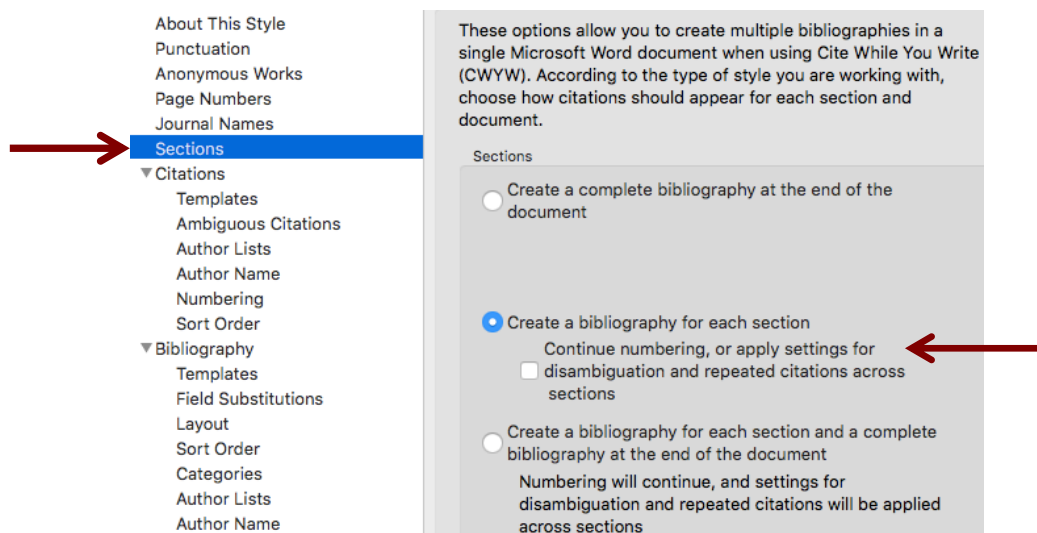 About This Style
Punctuation
Anonymous Works
Page Numbers
Journal Names
Sections
Citations
Templates
Ambiguous Citations
Author Lists
Author Name
Numbering
Sort Order
Bibliography
Templates
Field Substitutions
Layout
Sort Order
Categories
Author Lists
Author Name
These options allow you to create multiple bibliographies in a
single Microsoft Word document when using Cite While You Write
(CWYW). According to the type of style you are working with,
choose how citations should appear for each section and
document.
Sections
Create a complete bibliography at the end of the
document
Create a bibliography for each section
Continue numbering, or apply settings for
disambiguation and repeated citations across
sections
Create a bibliography for each section and a complete
bibliography at the end of the document
Numbering will continue, and settings for
disambiguation and repeated citations will be applied
across sections